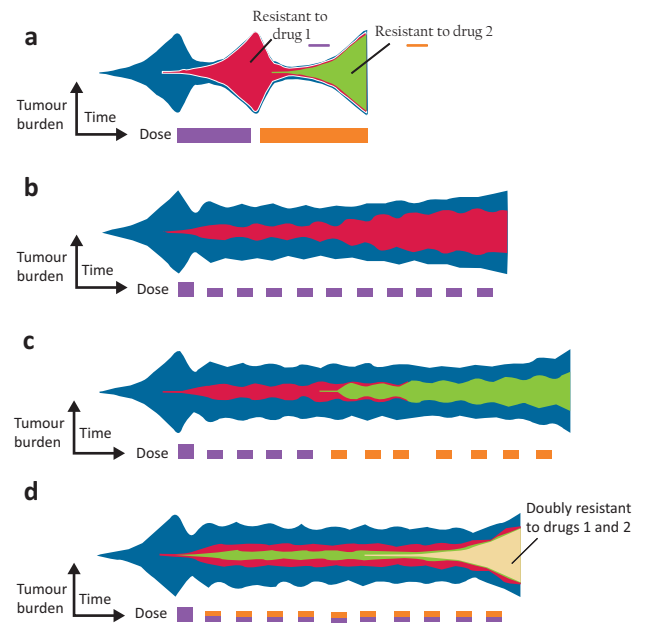 a
Resistant to
drug 1
Resistant to drug 2
Tumour
burden
Time
Dose
b
Tumour
burden
Time
Dose
c
Tumour
burden
Time
Dose
d
Doubly resistant
to drugs 1 and 2
Tumour
burden
Time
Dose